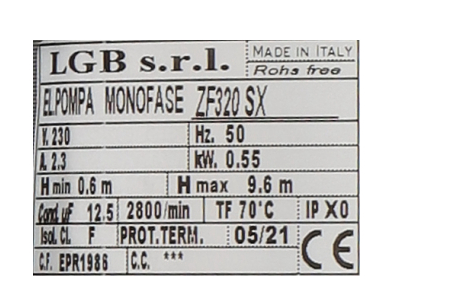 LGB s.r.l. MADE IN ITALY
Rohs free
ELPOMPA MONOFASE ZF320 SX
V. 230 Hz. 50
A. 2.3 kW. 0.55
H min 0.6 m H max 9.6 m
Cond. uF 12.5 2800/min TF 70°C IP X0
Isol. Cl. F PROT.TERM. 05/21 CE
C.F. EPR1986 C.C. ***